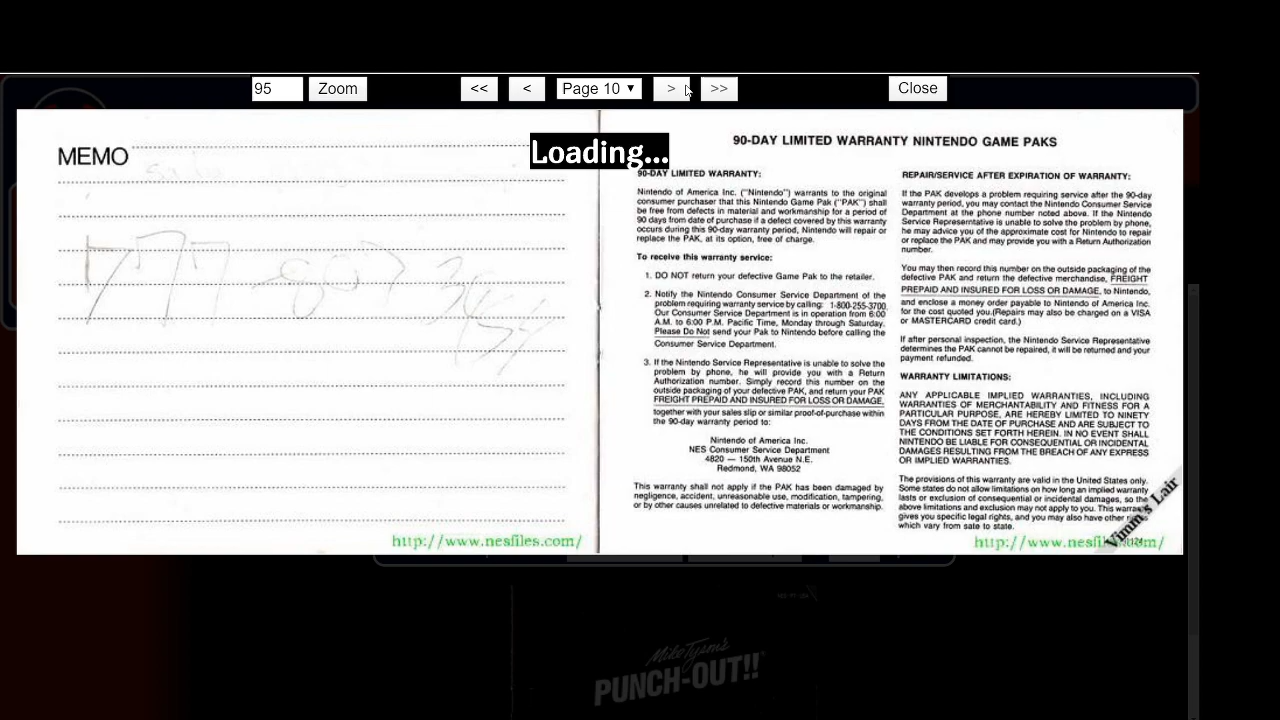 95 Zoom << < Page 10 > >> Close
Loading...
MEMO
777-807 3454
http://www.nesfiles.com/
90-DAY LIMITED WARRANTY NINTENDO GAME PAKS
90-DAY LIMITED WARRANTY:
Nintendo of America Inc. ("Nintendo") warrants to the original
consumer purchaser that this Nintendo Game Pak ("PAK") shall
be free from defects in material and workmanship for a period of
90 days from date of purchase if a defect covered by this warranty
occurs during this 90-day warranty period, Nintendo will repair or
replace the PAK, at its option, free of charge.
To receive this warranty service:
1. DO NOT return your defective Game Pak to the retailer.
2. Notify the Nintendo Consumer Service Department of the
problem requiring warranty service by calling: 1-800-255-3700.
Our Consumer Service Department is in operation from 6:00
A.M. to 6:00 P.M. Pacific Time, Monday through Saturday.
Please Do Not send your Pak to Nintendo before calling the
Consumer Service Department.
3. If the Nintendo Service Representative is unable to solve the
problem by phone, he will provide you with a Return
Authorization number. Simply record this number on the
outside packaging of your defective PAK, and return your PAK
FREIGHT PREPAID AND INSURED FOR LOSS OR DAMAGE,
together with your sales slip or similar proof-of-purchase within
the 90-day warranty period to:
Nintendo of America Inc.
NES Consumer Service Department
4820 — 150th Avenue N.E.
Redmond, WA 98052
This warranty shall not apply if the PAK has been damaged by
negligence, accident, unreasonable use, modification, tampering,
or by other causes unrelated to defective materials or workmanship.
REPAIR/SERVICE AFTER EXPIRATION OF WARRANTY:
If the PAK develops a problem requiring service after the 90-day
warranty period, you may contact the Nintendo Consumer Service
Department at the phone number noted above. If the Nintendo
Service Representative is unable to solve the problem by phone,
he may advise you of the approximate cost for Nintendo to repair
or replace the PAK and may provide you with a Return Authorization
number.
You may then record this number on the outside packaging of the
defective PAK and return the defective merchandise, FREIGHT
PREPAID AND INSURED FOR LOSS OR DAMAGE, to Nintendo,
and enclose a money order payable to Nintendo of America Inc.
for the cost quoted you.(Repairs may also be charged on a VISA
or MASTERCARD credit card.)
If after personal inspection, the Nintendo Service Representative
determines the PAK cannot be repaired, it will be returned and your
payment refunded.
WARRANTY LIMITATIONS:
ANY APPLICABLE IMPLIED WARRANTIES, INCLUDING
WARRANTIES OF MERCHANTABILITY AND FITNESS FOR A
PARTICULAR PURPOSE, ARE HEREBY LIMITED TO NINETY
DAYS FROM THE DATE OF PURCHASE AND ARE SUBJECT TO
THE CONDITIONS SET FORTH HEREIN. IN NO EVENT SHALL
NINTENDO BE LIABLE FOR CONSEQUENTIAL OR INCIDENTAL
DAMAGES RESULTING FROM THE BREACH OF ANY EXPRESS
OR IMPLIED WARRANTIES.
The provisions of this warranty are valid in the United States only.
Some states do not allow limitations on how long an implied warranty
lasts or exclusion of consequential or incidental damages, so the
above limitations and exclusion may not apply to you. This
gives you specific legal rights, and you may also have other
which vary from sate to state.
Vimm's Lair
http://www.nesfiles.com/
Mike Tyson's
PUNCH-OUT!!